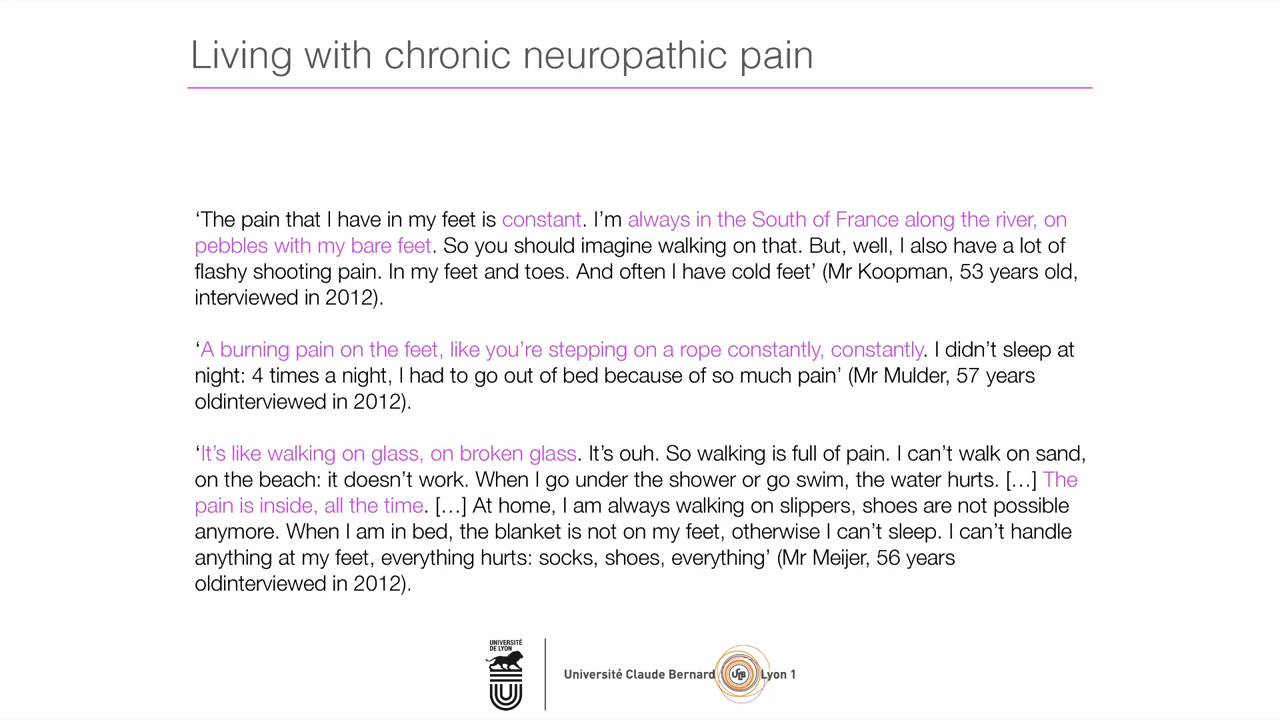 Living with chronic neuropathic pain
‘The pain that I have in my feet is constant. I’m always in the South of France along the river, on
pebbles with my bare feet. So you should imagine walking on that. But, well, I also have a lot of
flashy shooting pain. In my feet and toes. And often I have cold feet’ (Mr Koopman, 53 years old,
interviewed in 2012).
‘A burning pain on the feet, like you’re stepping on a rope constantly, constantly. I didn’t sleep at
night: 4 times a night, I had to go out of bed because of so much pain’ (Mr Mulder, 57 years
oldinterviewed in 2012).
‘It’s like walking on glass, on broken glass. It’s ouh. So walking is full of pain. I can’t walk on sand,
on the beach: it doesn’t work. When I go under the shower or go swim, the water hurts. […] The
pain is inside, all the time. […] At home, I am always walking on slippers, shoes are not possible
anymore. When I am in bed, the blanket is not on my feet, otherwise I can’t sleep. I can’t handle
anything at my feet, everything hurts: socks, shoes, everything’ (Mr Meijer, 56 years
oldinterviewed in 2012).
UNIVERSITÉ
DE LYON
Université Claude Bernard Lyon 1